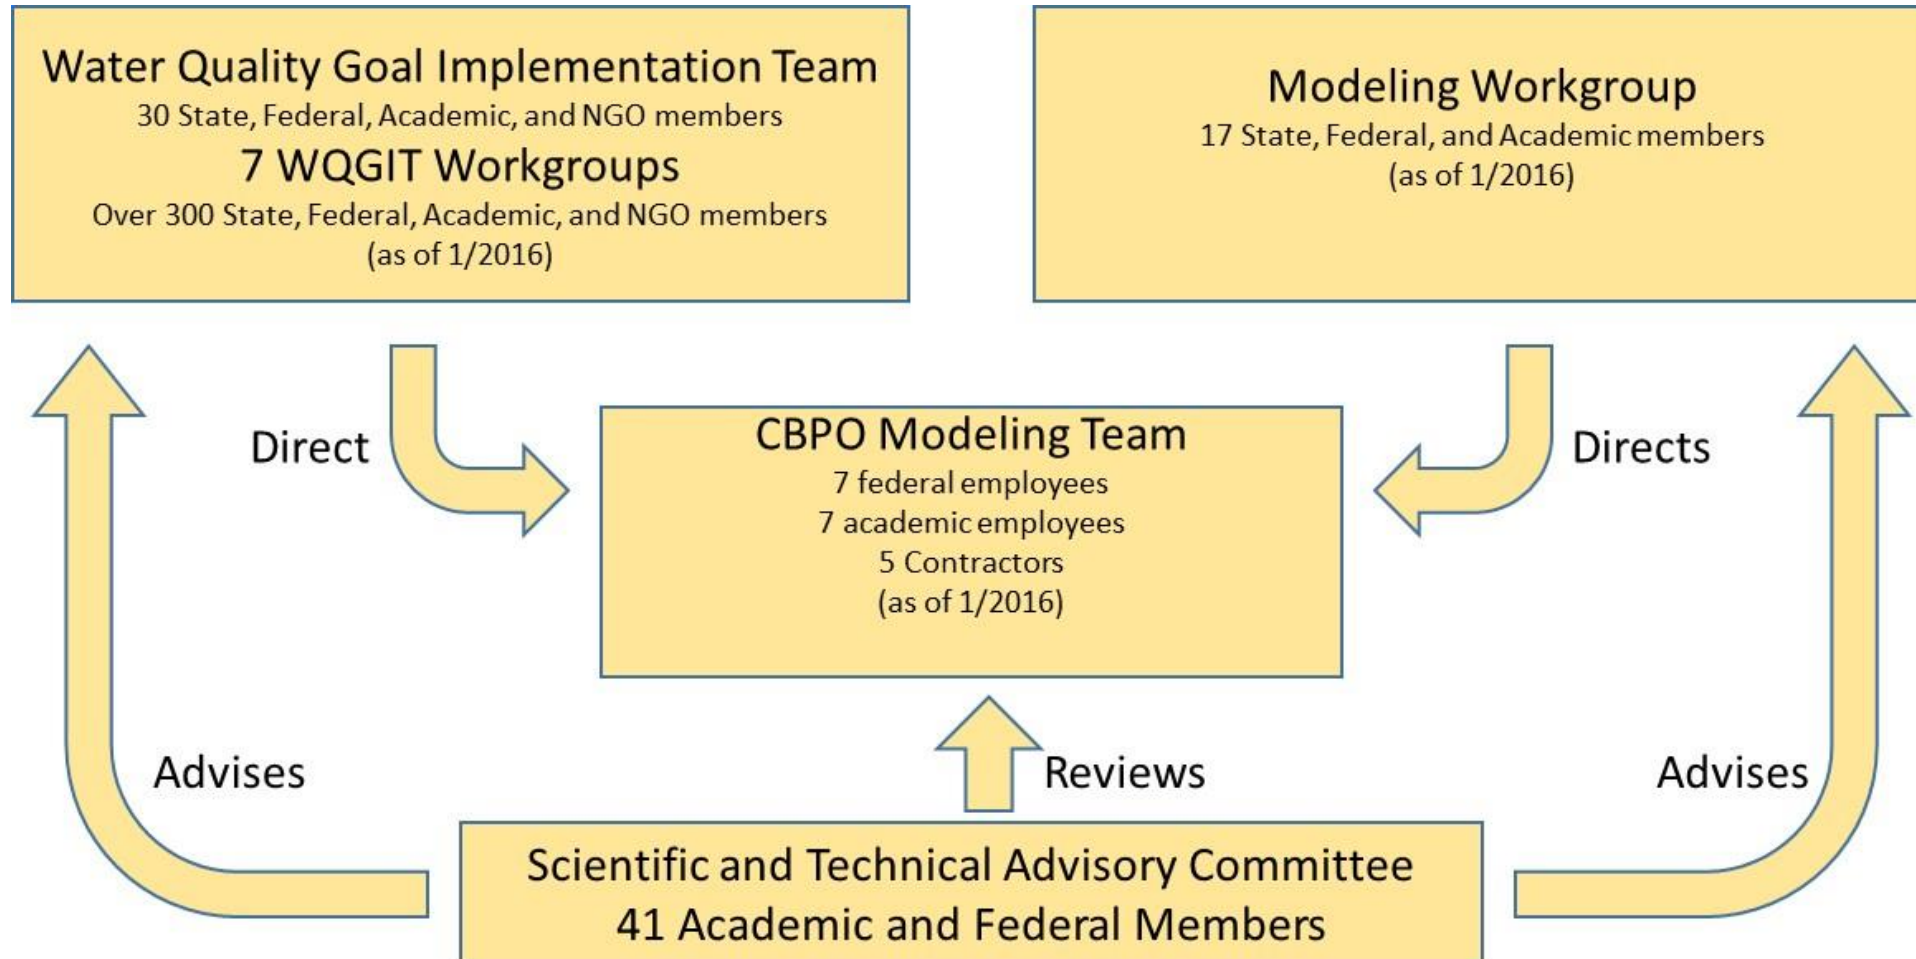 Water Quality Goal Implementation Team
30 State, Federal, Academic, and NGO members
7 WQGIT Workgroups
Over 300 State, Federal, Academic, and NGO members
(as of 1/2016)
Modeling Workgroup
17 State, Federal, and Academic members
(as of 1/2016)
Direct
CBPO Modeling Team
7 federal employees
7 academic employees
5 Contractors
(as of 1/2016)
Directs
Advises
Reviews
Advises
Scientific and Technical Advisory Committee
41 Academic and Federal Members